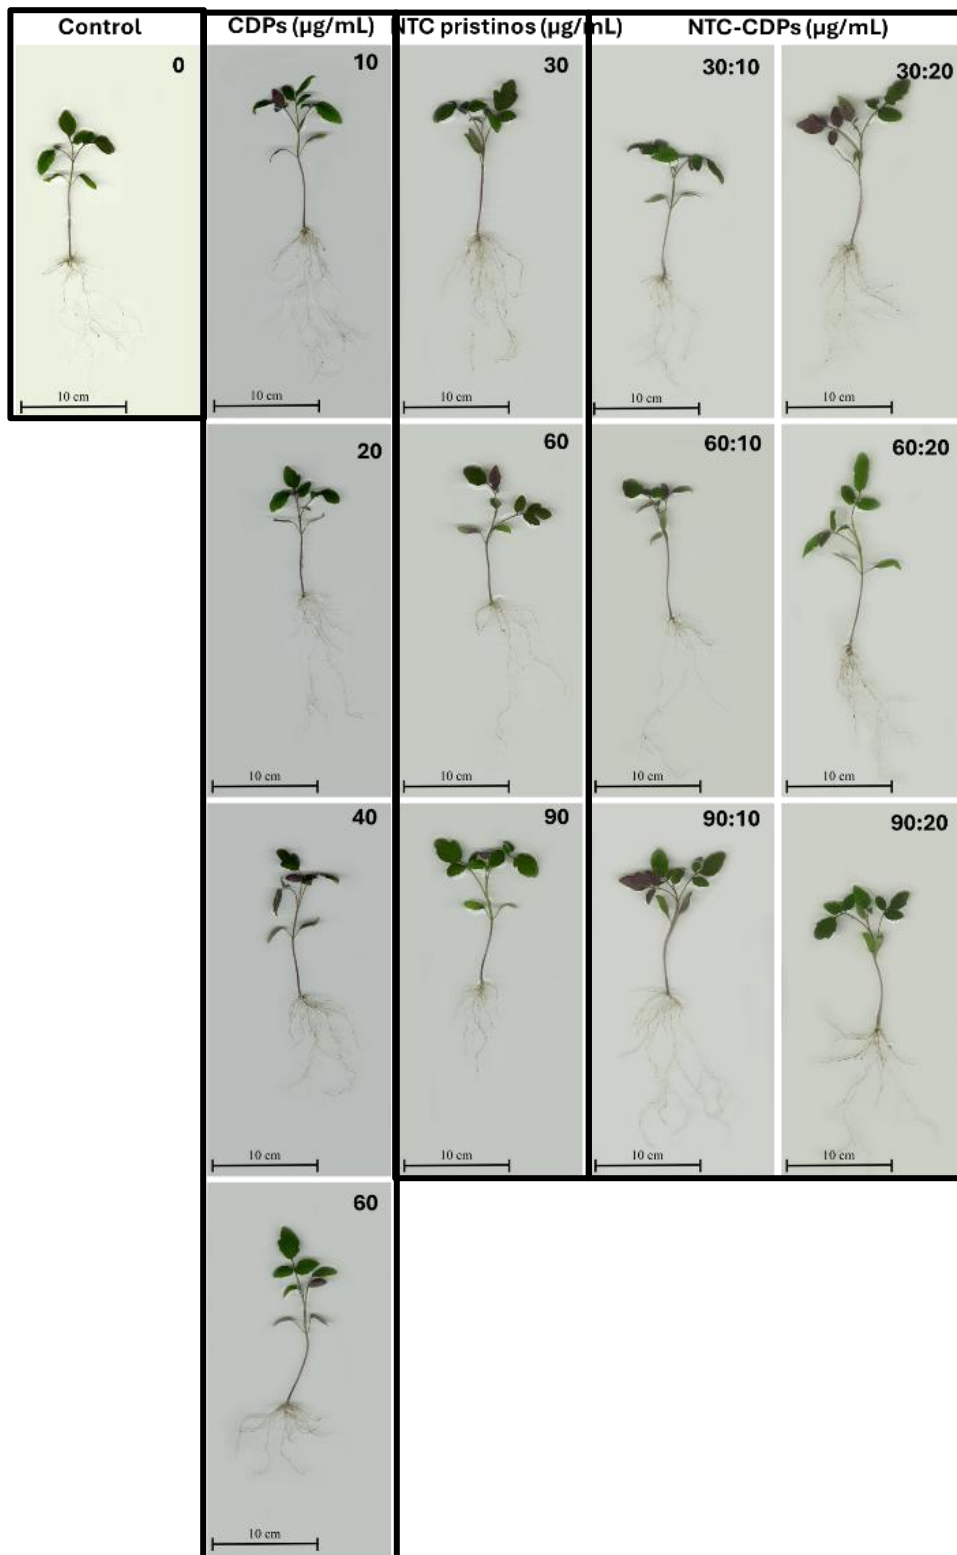 Control CDPs (µg/mL) NTC pristinos (µg/mL) NTC-CDPs (µg/mL)
0 10 30 30:10 30:20
10 cm 10 cm 10 cm 10 cm 10 cm
20 60 60:10 60:20
10 cm 10 cm 10 cm 10 cm
40 90 90:10 90:20
10 cm 10 cm 10 cm 10 cm
60
10 cm